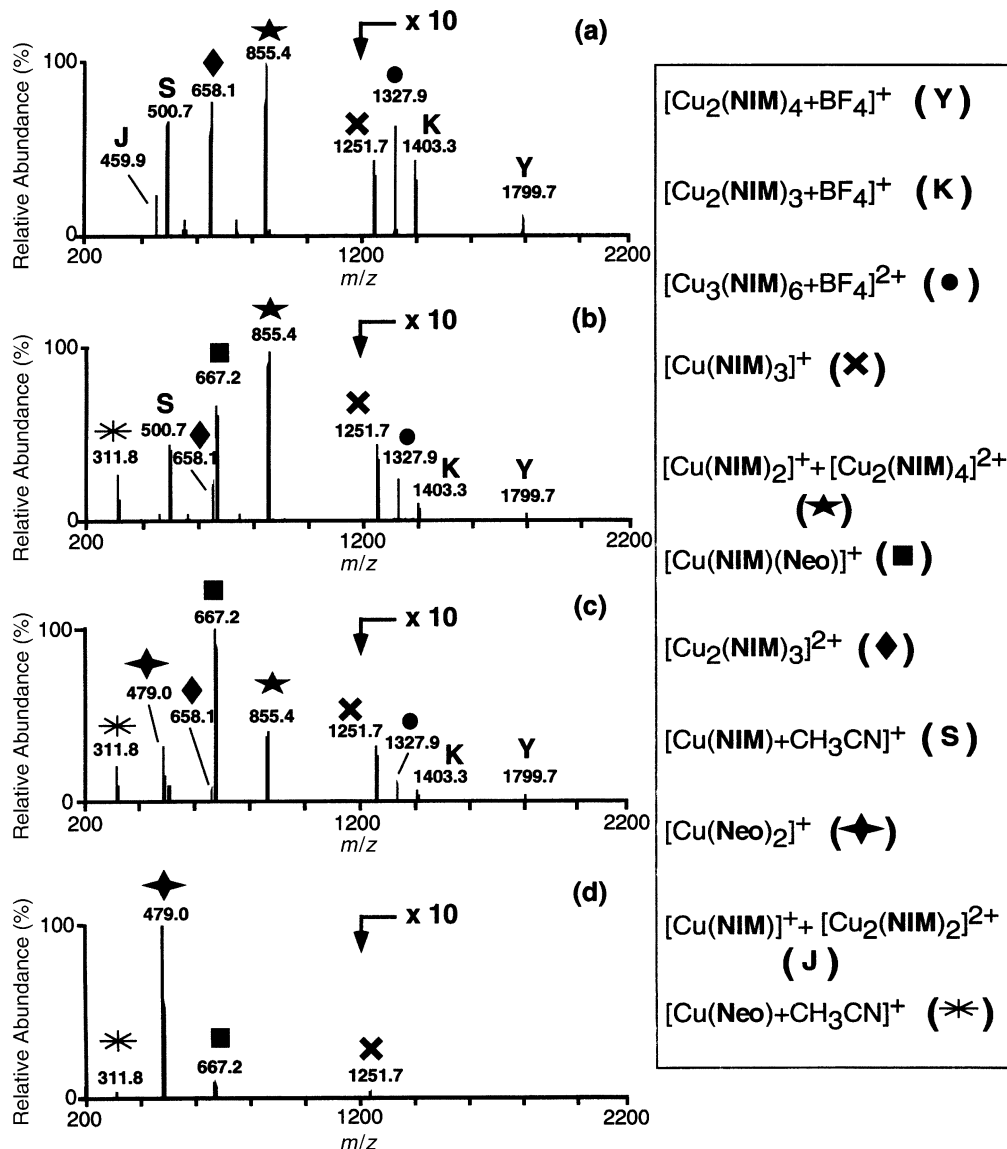 (a)
x 10
Relative Abundance (%)
100
0
J
459.9
S
500.7
658.1
855.4
1251.7
1327.9
K
1403.3
Y
1799.7
200
1200
2200
m/z
(b)
x 10
Relative Abundance (%)
100
0
311.8
S
500.7
658.1
667.2
855.4
1251.7
1327.9
K
1403.3
Y
1799.7
200
1200
2200
m/z
(c)
x 10
Relative Abundance (%)
100
0
311.8
479.0
658.1
667.2
855.4
1251.7
1327.9
K
1403.3
Y
1799.7
200
1200
2200
m/z
(d)
x 10
Relative Abundance (%)
100
0
311.8
479.0
667.2
1251.7
200
1200
2200
m/z
[Cu₂(NIM)₄+BF₄]⁺ (Y)
[Cu₂(NIM)₃+BF₄]⁺ (K)
[Cu₃(NIM)₆+BF₄]²⁺ (●)
[Cu(NIM)₃]⁺ (✖)
[Cu(NIM)₂]⁺+[Cu₂(NIM)₄]²⁺
(★)
[Cu(NIM)(Neo)]⁺ (■)
[Cu₂(NIM)₃]²⁺ (♦)
[Cu(NIM)+CH₃CN]⁺ (S)
[Cu(Neo)₂]⁺ (✦)
[Cu(NIM)]⁺+[Cu₂(NIM)₂]²⁺
(J)
[Cu(Neo)+CH₃CN]⁺ (✳)